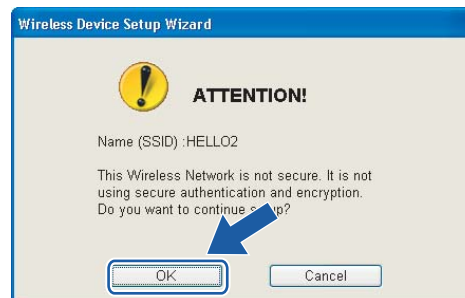 Wireless Device Setup Wizard
ATTENTION!
Name (SSID) :HELLO2
This Wireless Network is not secure. It is not
using secure authentication and encryption.
Do you want to continue setup?
OK
Cancel